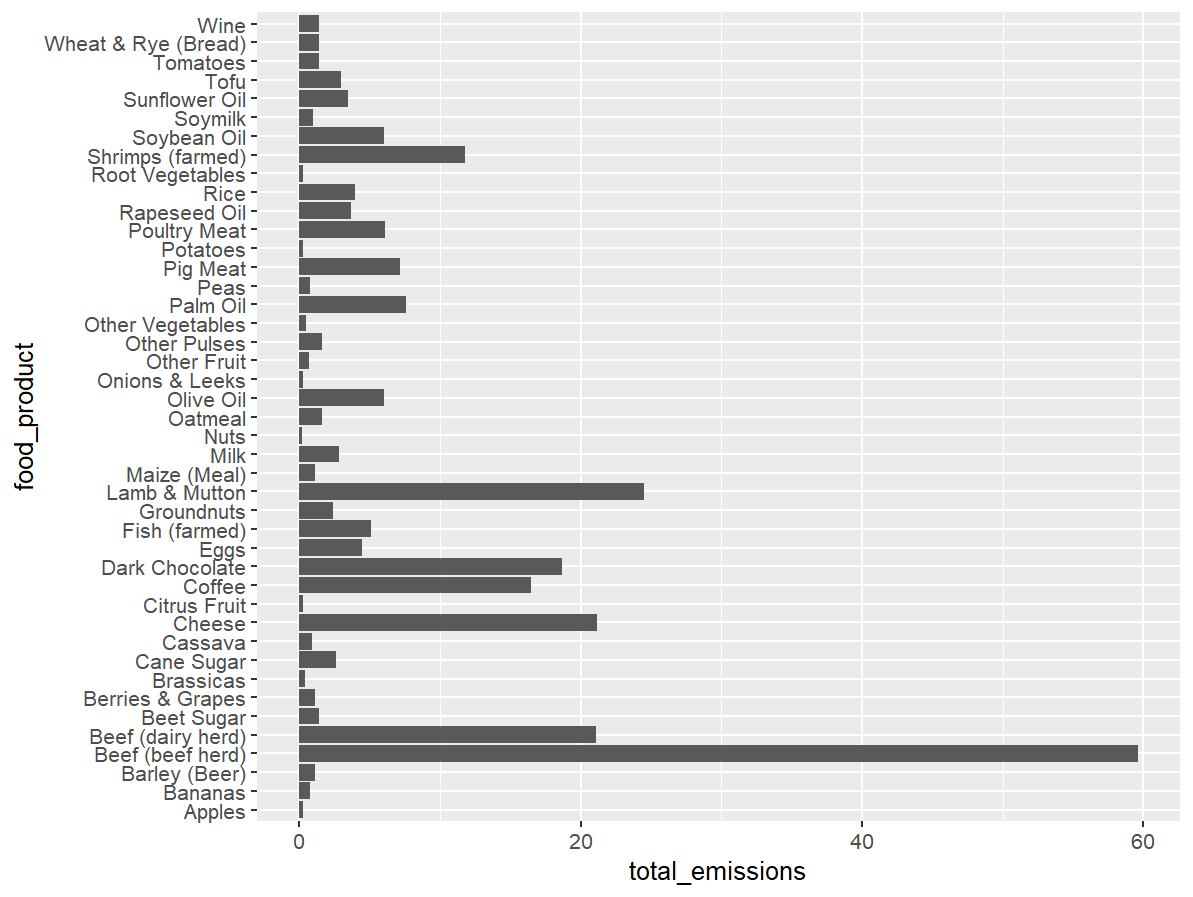 Wine
Wheat & Rye (Bread)
Tomatoes
Tofu
Sunflower Oil
Soymilk
Soybean Oil
Shrimps (farmed)
Root Vegetables
Rice
Rapeseed Oil
Poultry Meat
Potatoes
Pig Meat
Peas
Palm Oil
Other Vegetables
Other Pulses
Other Fruit
Onions & Leeks
Olive Oil
Oatmeal
Nuts
Milk
Maize (Meal)
Lamb & Mutton
Groundnuts
Fish (farmed)
Eggs
Dark Chocolate
Coffee
Citrus Fruit
Cheese
Cassava
Cane Sugar
Brassicas
Berries & Grapes
Beet Sugar
Beef (dairy herd)
Beef (beef herd)
Barley (Beer)
Bananas
Apples
food_product
0 20 40 60
total_emissions